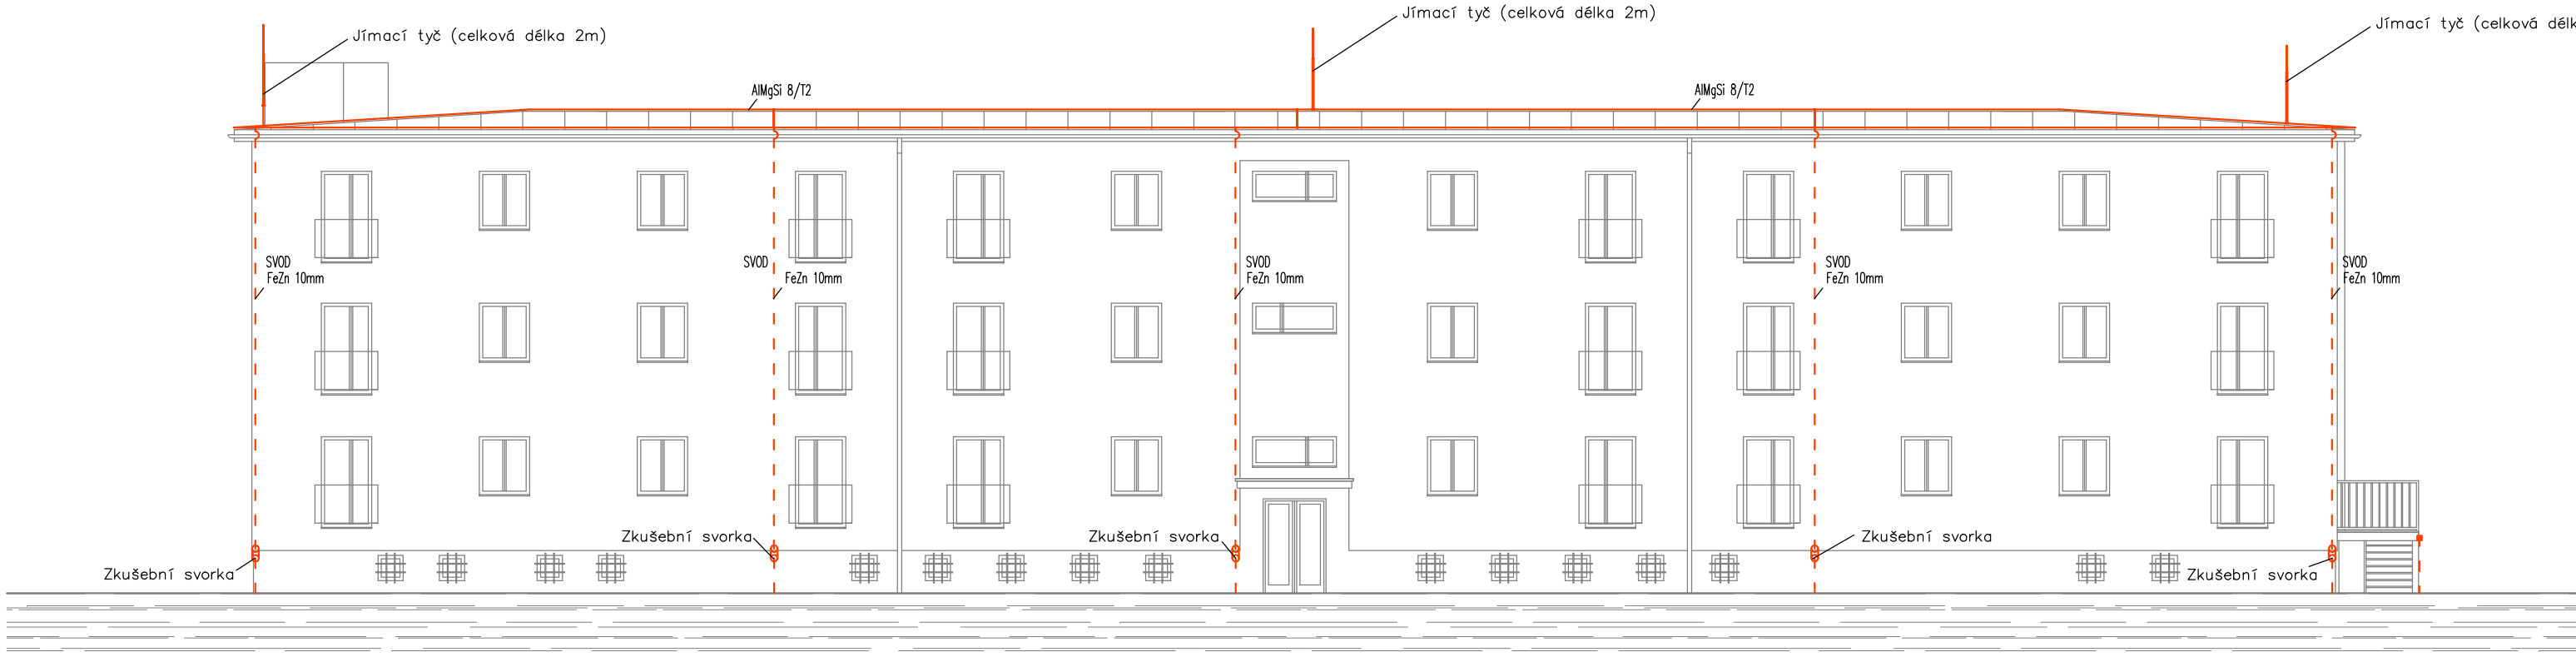 Jímací tyč (celková délka 2m)
Jímací tyč (celková délka 2m)
Jímací tyč (celková délk
AlMgSi 8/T2
AlMgSi 8/T2
SVOD
FeZn 10mm
SVOD
FeZn 10mm
SVOD
FeZn 10mm
SVOD
FeZn 10mm
SVOD
FeZn 10mm
Zkušební svorka
Zkušební svorka
Zkušební svorka
Zkušební svorka
Zkušební svorka